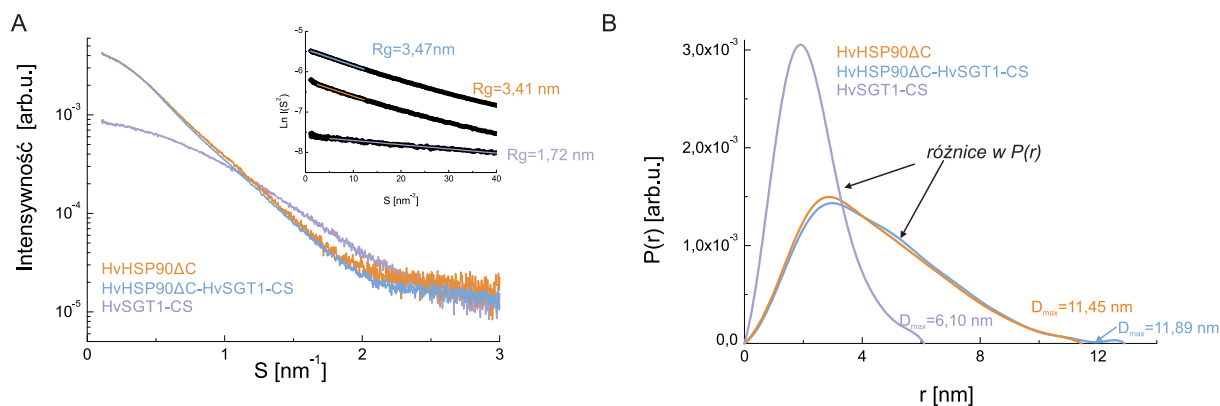 A
Intensywność [arb.u.]
10⁻³
10⁻⁴
10⁻⁵
HvHSP90ΔC
HvHSP90ΔC-HvSGT1-CS
HvSGT1-CS
0
1
2
3
S [nm⁻¹]
Ln I(S²)
-5
-6
-7
-8
Rg=3,47nm
Rg=3,41 nm
Rg=1,72 nm
0
10
20
30
40
S [nm⁻²]
B
P(r) [arb.u.]
3,0x10⁻³
1,5x10⁻³
1,0x10⁻³
0,0
HvHSP90ΔC
HvHSP90ΔC-HvSGT1-CS
HvSGT1-CS
różnice w P(r)
Dmax=11,45 nm
Dmax=6,10 nm
Dmax=11,89 nm
0
4
8
12
r [nm]